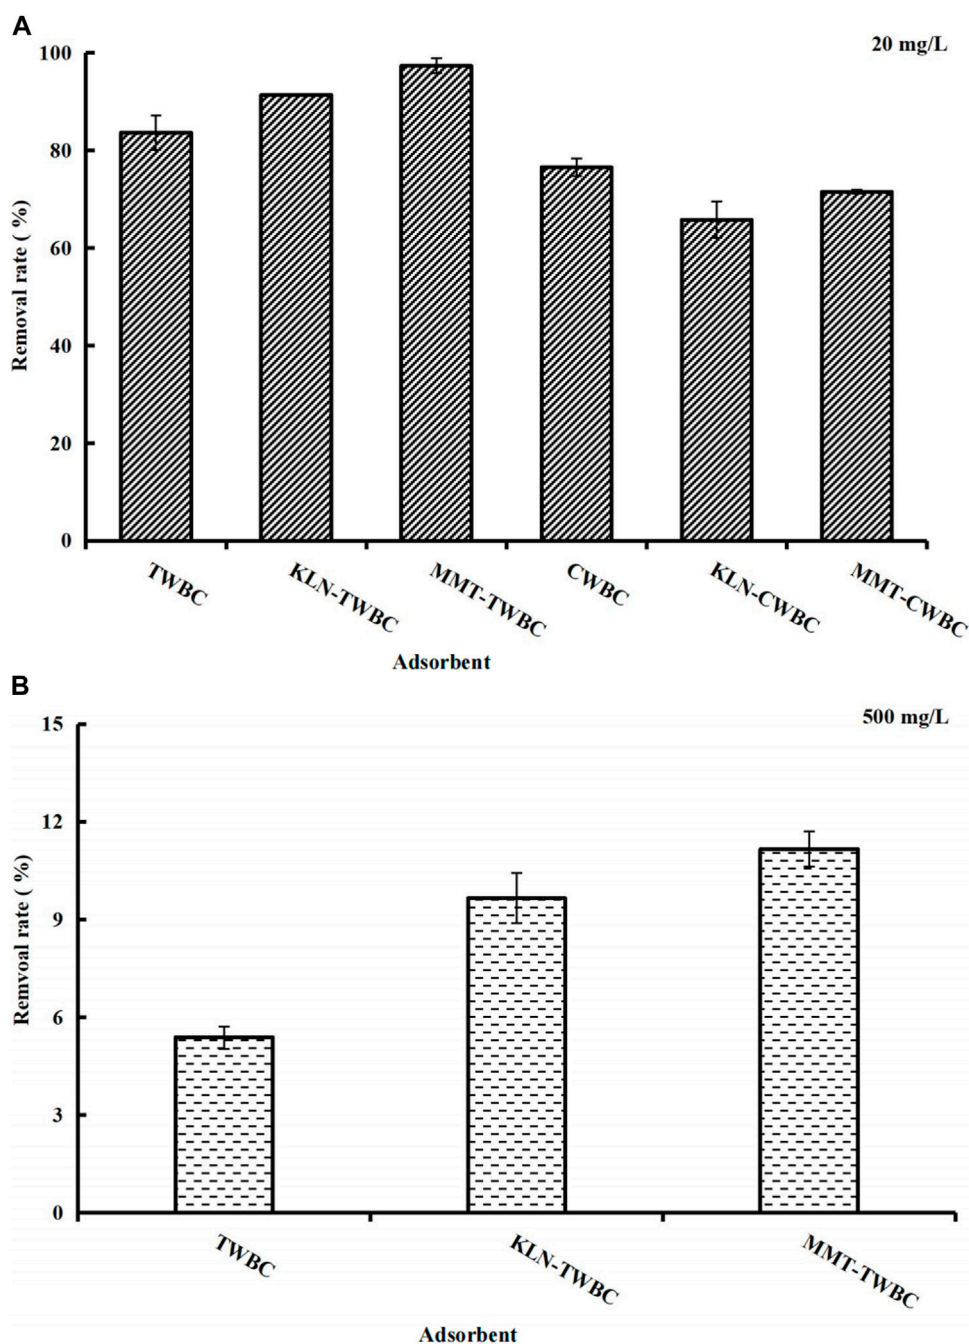 A
20 mg/L
100
80
60
40
20
0
Removal rate ( %)
TWBC
KLN-TWBC
MMT-TWBC
CWBC
KLN-CWBC
MMT-CWBC
Adsorbent
B
500 mg/L
15
12
9
6
3
0
Remvoal rate ( %)
TWBC
KLN-TWBC
MMT-TWBC
Adsorbent